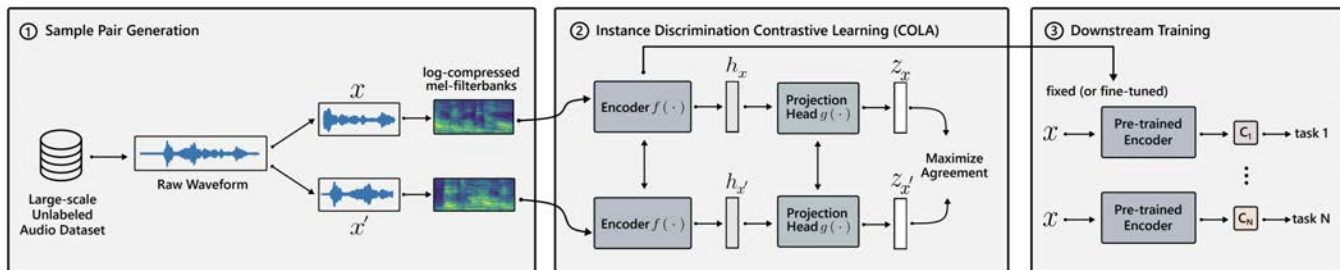 ① Sample Pair Generation
Large-scale
Unlabeled
Audio Dataset
Raw Waveform
x
x′
log-compressed
mel-filterbanks
② Instance Discrimination Contrastive Learning (COLA)
Encoder f(·)
h_x
Projection
Head g(·)
z_x
Encoder f(·)
h_x′
Projection
Head g(·)
z_x′
Maximize
Agreement
③ Downstream Training
fixed (or fine-tuned)
x
Pre-trained
Encoder
C₁
task 1
x
Pre-trained
Encoder
C_N
task N